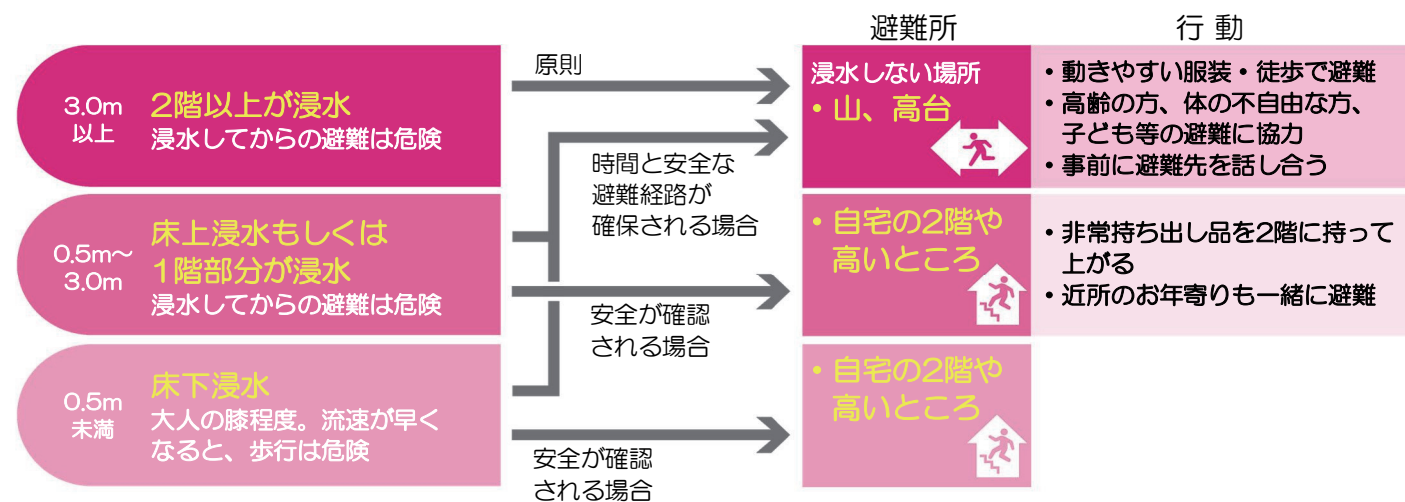 避難所
行 動
3.0m
以上
2階以上が浸水
浸水してからの避難は危険
原則
浸水しない場所
・山、高台
・動きやすい服装・徒歩で避難
・高齢の方、体の不自由な方、
子ども等の避難に協力
・事前に避難先を話し合う
時間と安全な
避難経路が
確保される場合
0.5m〜
3.0m
床上浸水もしくは
1階部分が浸水
浸水してからの避難は危険
安全が確認
される場合
・自宅の2階や
高いところ
・非常持ち出し品を2階に持って
上がる
・近所のお年寄りも一緒に避難
0.5m
未満
床下浸水
大人の膝程度。流速が早く
なると、歩行は危険
安全が確認
される場合
・自宅の2階や
高いところ